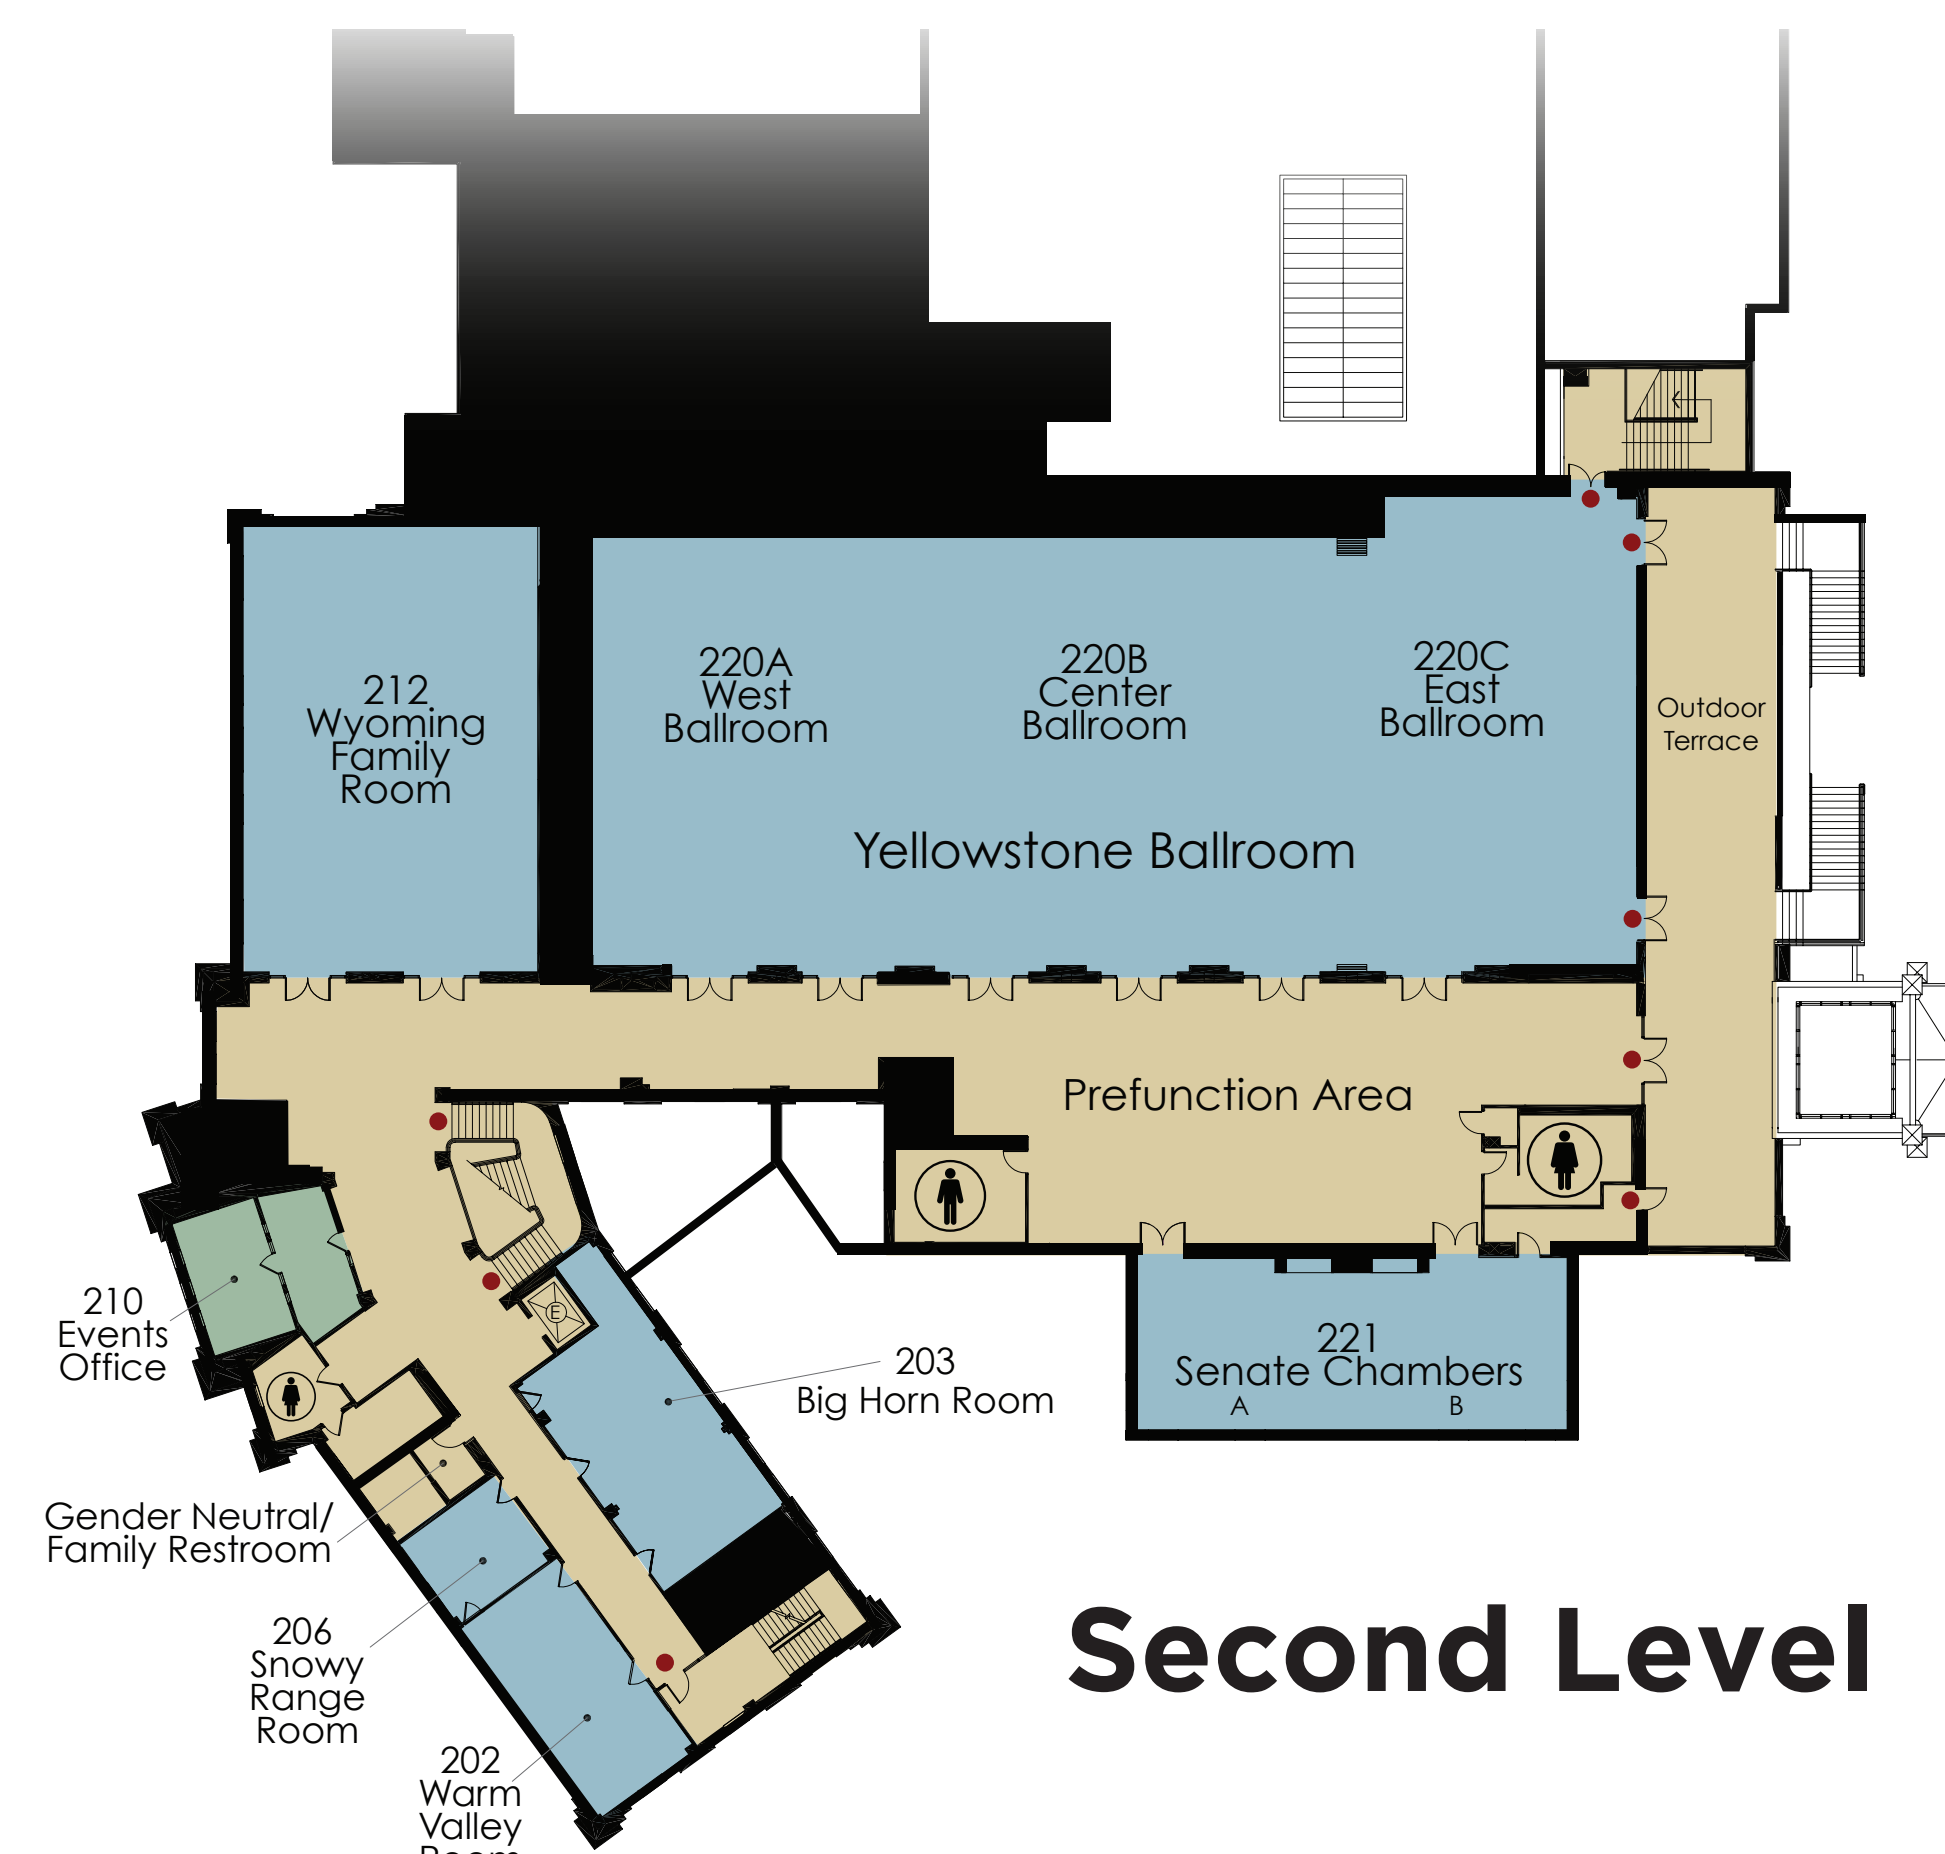 212
Wyoming
Family
Room
220A
West
Ballroom
220B
Center
Ballroom
220C
East
Ballroom
Outdoor
Terrace
Yellowstone Ballroom
Prefunction Area
210
Events
Office
E
203
Big Horn Room
221
Senate Chambers
A
B
Gender Neutral/
Family Restroom
206
Snowy
Range
Room
202
Warm
Valley
Room
Second Level